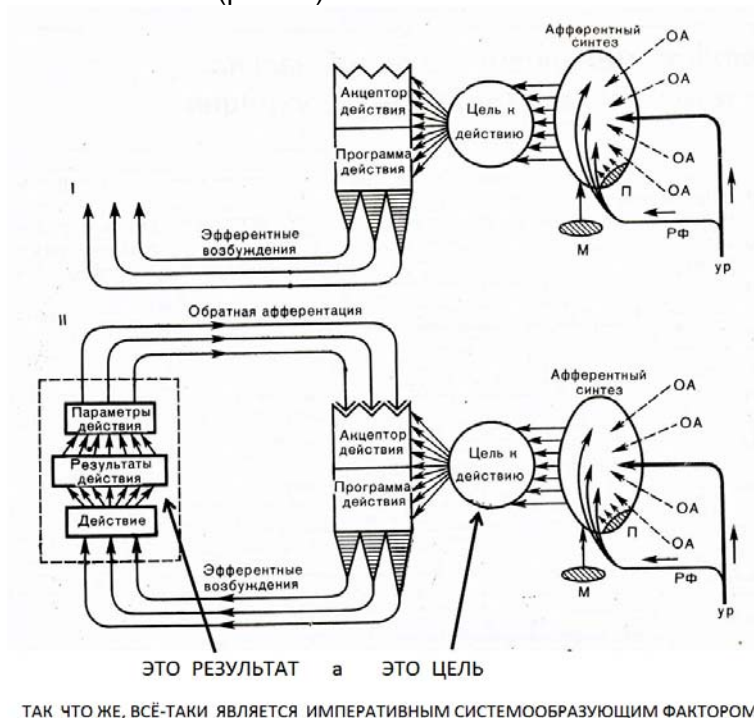 Афферентный
синтез
ОА
ОА
Акцептор
действия
Цель к
действию
Программа
действия
ОА
ОА
П
I
Эфферентные
возбуждения
М
РФ
УР
II
Обратная афферентация
Афферентный
синтез
ОА
ОА
Параметры
действия
Акцептор
действия
Цель к
действию
Результаты
действия
Программа
действия
ОА
Действие
П
ОА
Эфферентные
возбуждения
М
РФ
УР
ЭТО РЕЗУЛЬТАТ а ЭТО ЦЕЛЬ
ТАК ЧТО ЖЕ, ВСЁ-ТАКИ ЯВЛЯЕТСЯ ИМПЕРАТИВНЫМ СИСТЕМООБРАЗУЮЩИМ ФАКТОРОМ